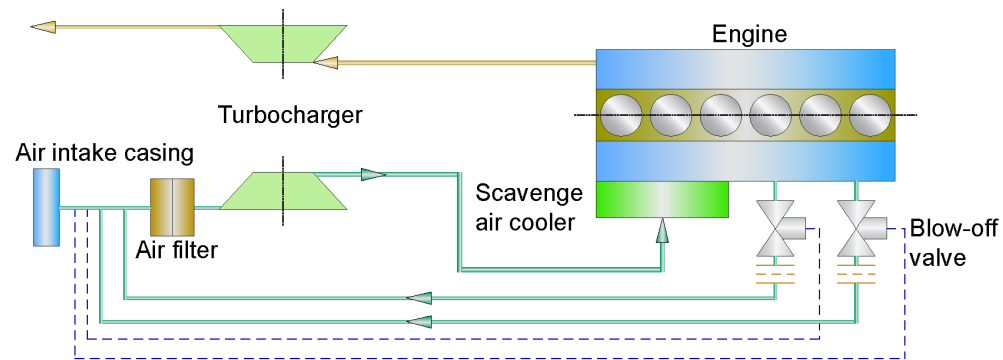 Engine
Turbocharger
Air intake casing
Scavenge
air cooler
Air filter
Blow-off
valve